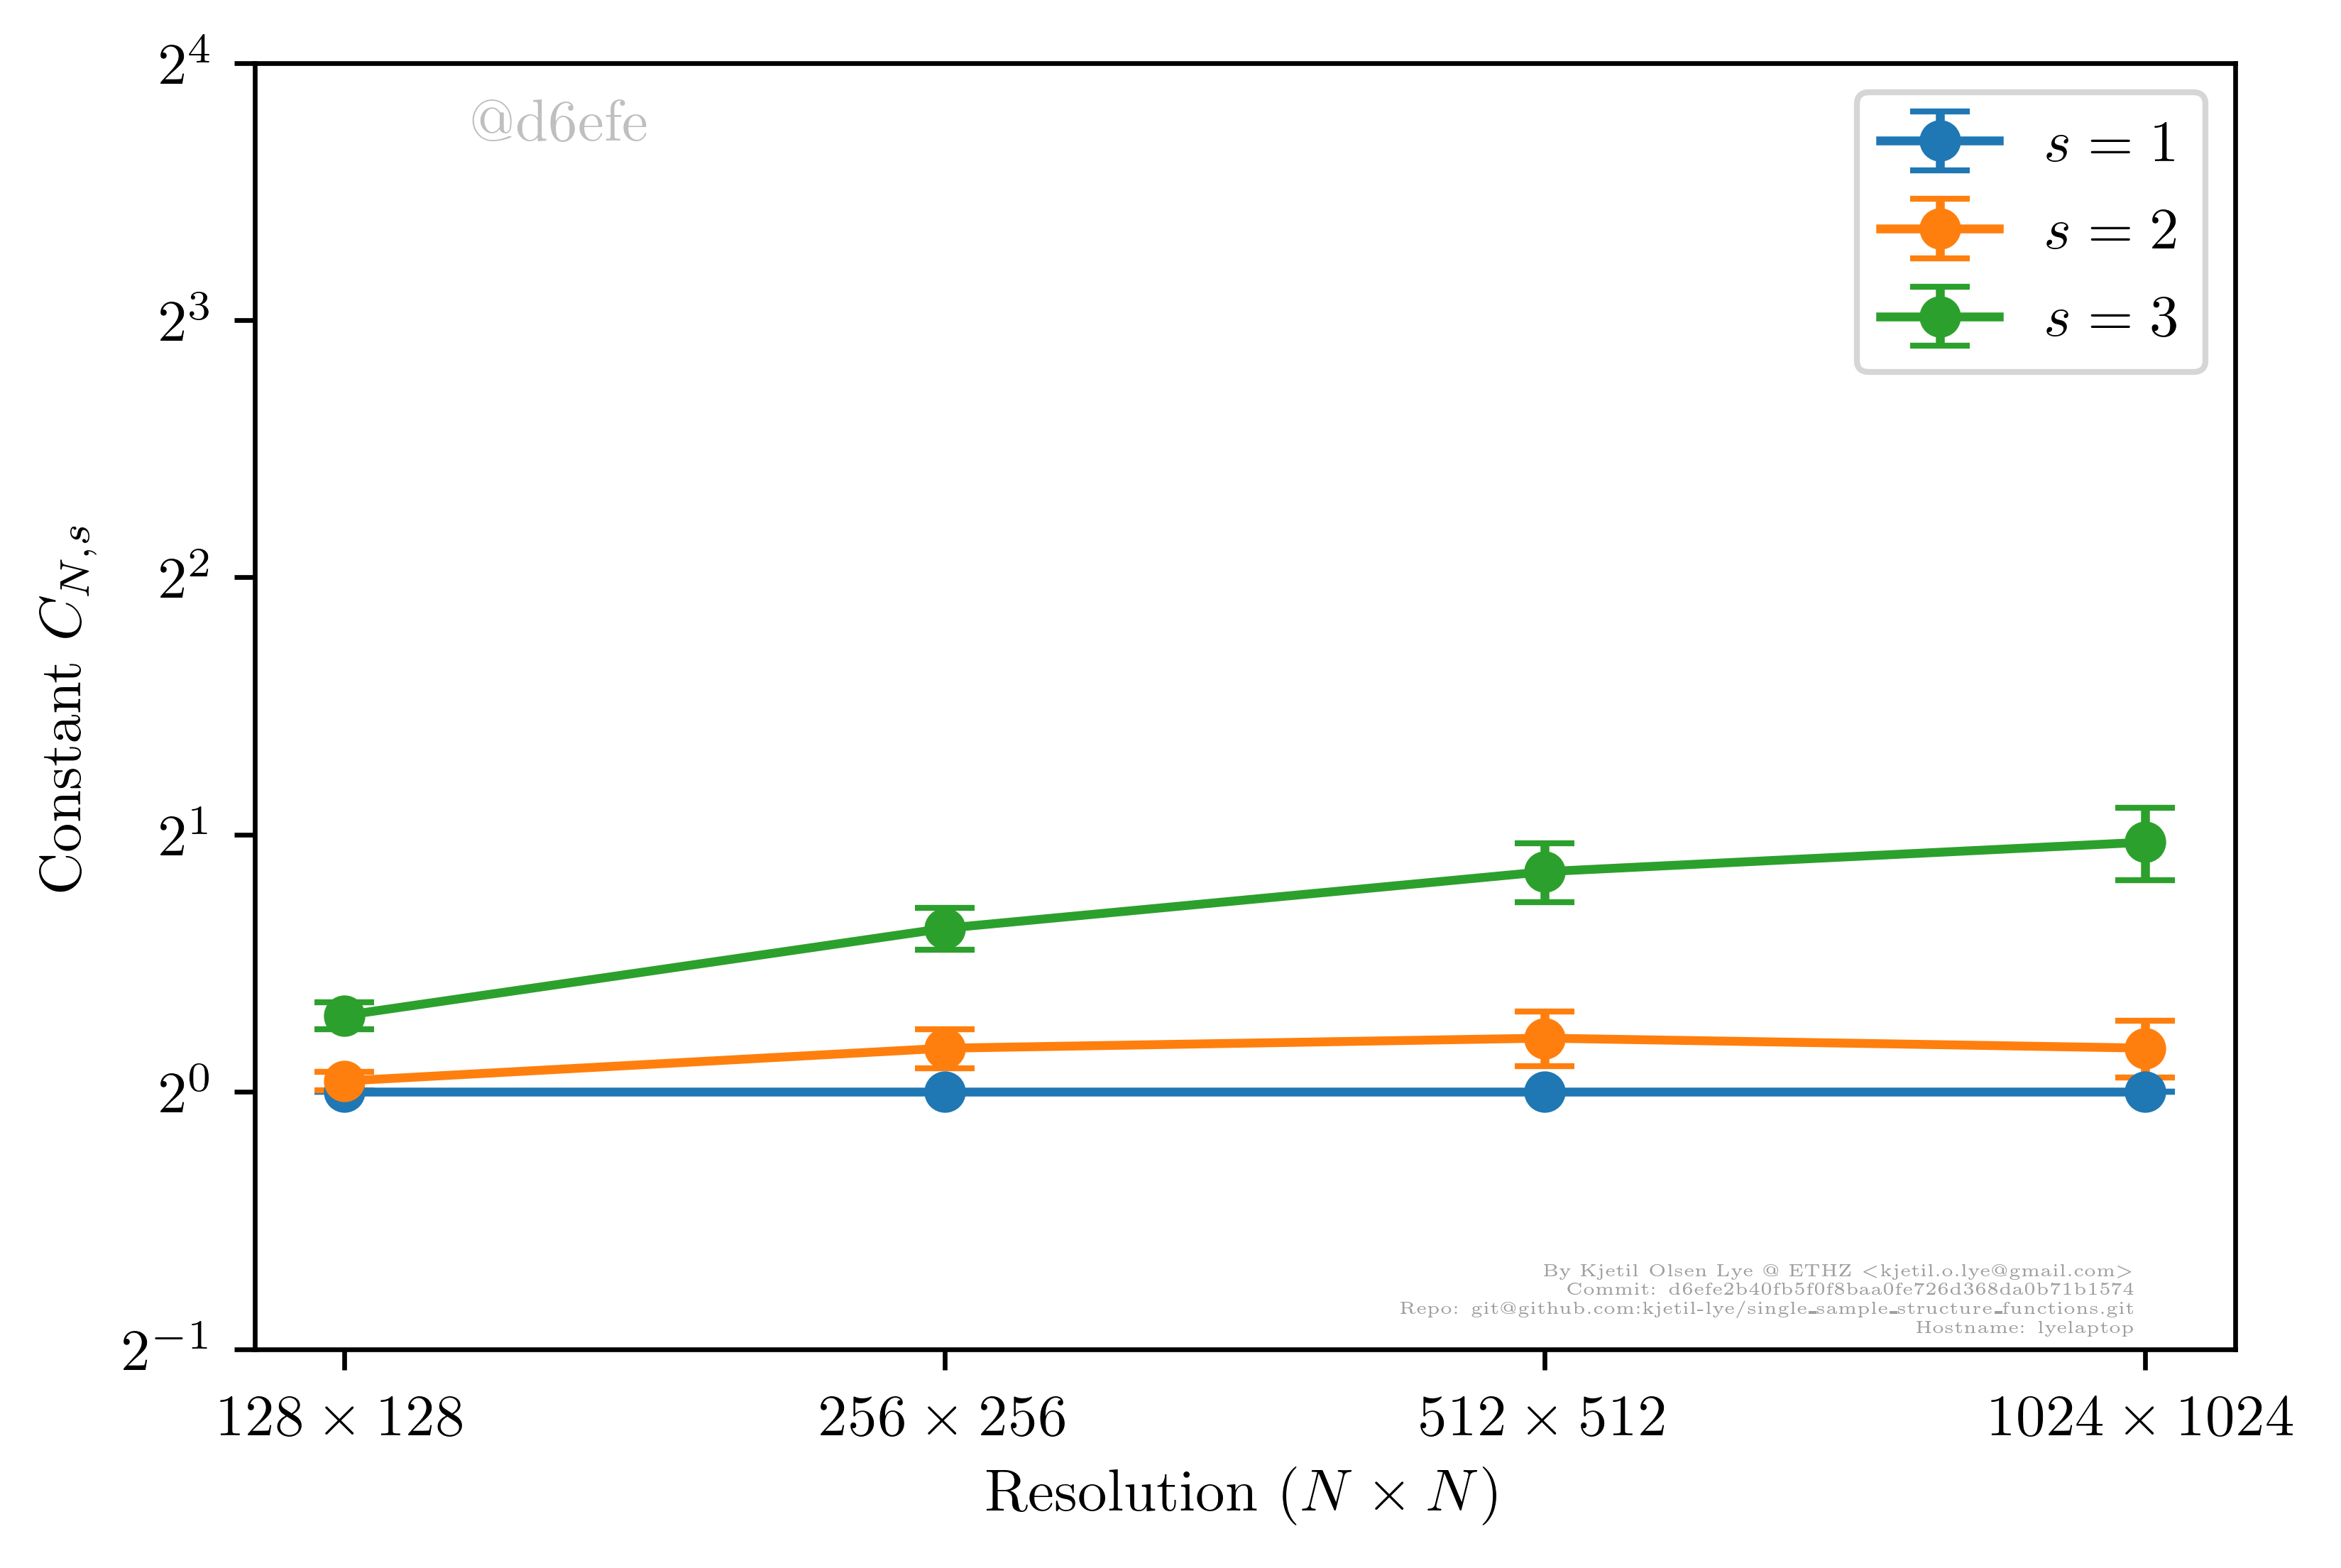 @d6efe
s = 1
s = 2
s = 3
2^4
2^3
2^2
2^1
2^0
2^−1
Constant C_{N,s}
128 × 128
256 × 256
512 × 512
1024 × 1024
Resolution (N × N)
By Kjetil Olsen Lye @ ETHZ <kjetil.o.lye@gmail.com>
Commit: d6efe2b40fb5f0f8baa0fe726d368da0b71b1574
Repo: git@github.com:kjetil-lye/single_sample_structure_functions.git
Hostname: lyelaptop